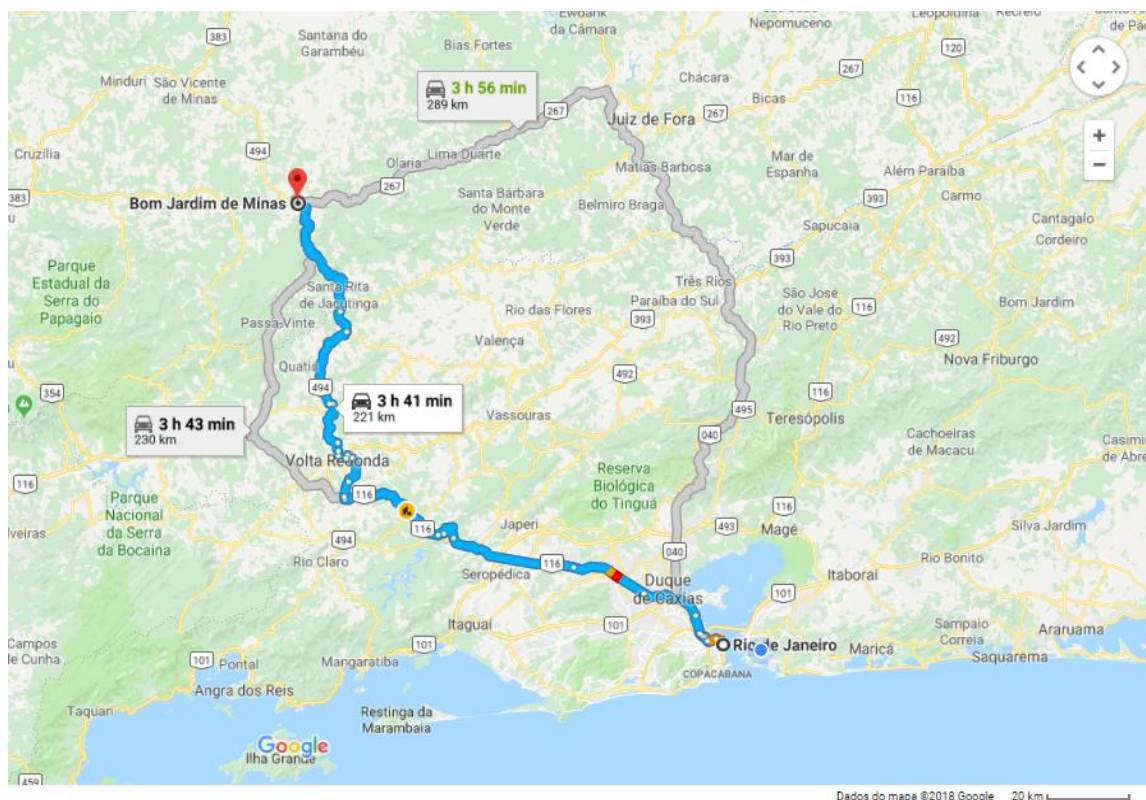 Ewbank
da Câmara
Nepomuceno
Leopoldina
Recreio
383
Santana do
Garambéu
Bias Fortes
267
120
Minduri
São Vicente
de Minas
3 h 56 min
289 km
Chácara
Bicas
116
267
Juiz de Fora
267
Cruzília
494
Olaria
Lima Duarte
267
Matias Barbosa
Mar de
Espanha
Além Paraíba
383
Bom Jardim de Minas
Santa Bárbara
do Monte
Verde
Belmiro Braga
393
Carmo
Sapucaia
Cantagalo
Cordeiro
393
Parque
Estadual da
Serra do
Papagaio
Santa Rita
de Jacutinga
Três Rios
Paraíba do Sul
393
Rio das Flores
São José
do Vale do
Rio Preto
116
Bom Jardim
Passa-Vinte
Valença
492
Nova Friburgo
Quatis
494
492
354
3 h 41 min
221 km
116
3 h 43 min
230 km
Vassouras
495
Teresópolis
040
Cachoeiras
de Macacu
Casimi
de Abre
Volta Redonda
Reserva
Biológica
do Tinguá
116
116
Parque
Nacional
da Serra
da Bocaina
116
Japeri
493
Magé
Silva Jardim
lveiras
494
Rio Claro
116
040
Rio Bonito
Seropédica
Duque
de Caxias
Itaboraí
101
Itaguaí
101
Campos
de Cunha
101
Rio de Janeiro
Maricá
Sampaio
Correia
Araruama
101
Pontal
Mangaratiba
Saquarema
COPACABANA
Angra dos Reis
Taquari
Restinga da
Marambaia
Google
Ilha Grande
459
Dados do mapa ©2018 Google
20 km